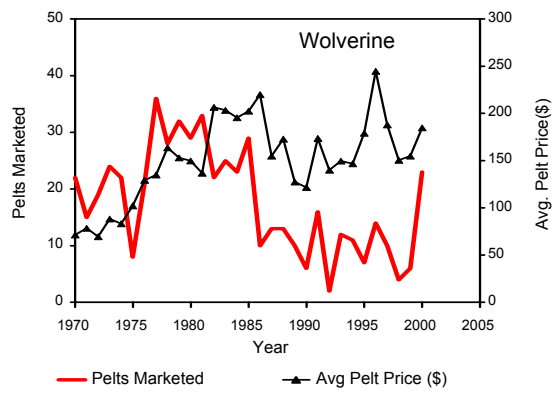 Wolverine
50
40
30
20
10
0
Pelts Marketed
300
250
200
150
100
50
0
Avg. Pelt Price($)
1970 1975 1980 1985 1990 1995 2000 2005
Year
Pelts Marketed Avg Pelt Price ($)